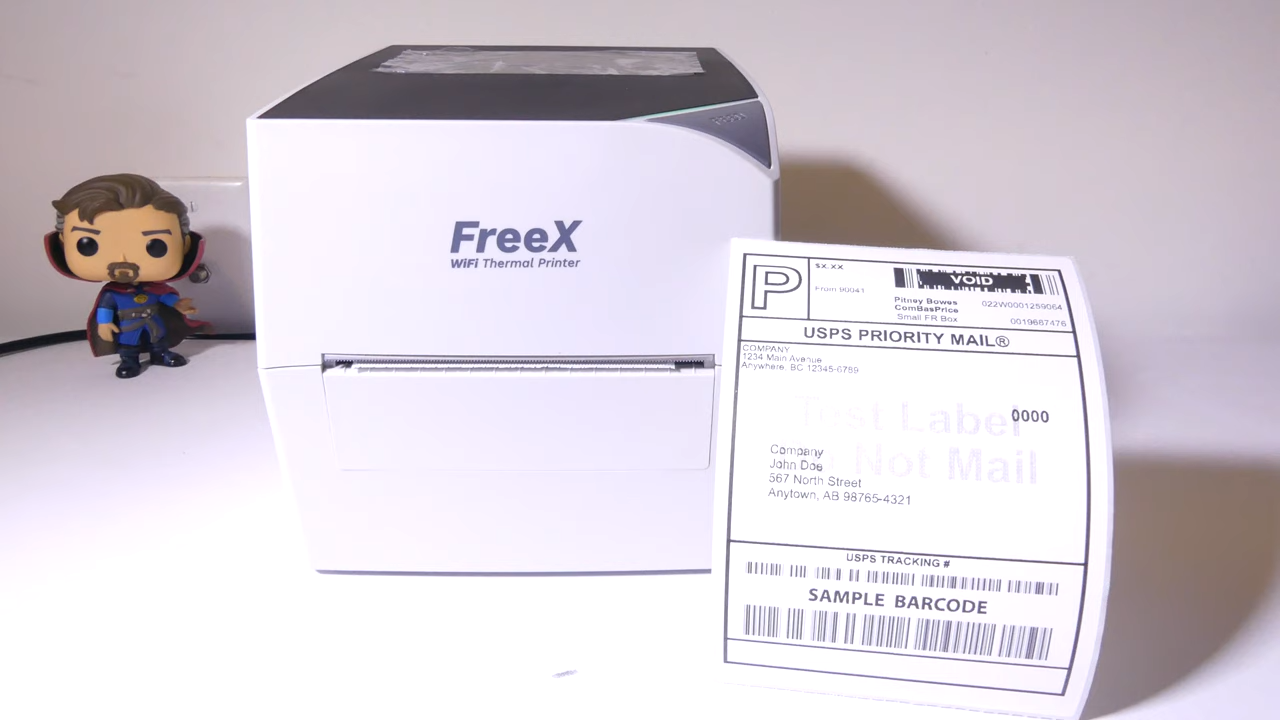 FreeX
WiFi Thermal Printer
P
$X.XX
From 90041
VOID
Pitney Bowes
ComBasPrice
Small FR Box
022W0001259064
0019887476
USPS PRIORITY MAIL®
COMPANY
1234 Main Avenue
Anywhere, BC 12345-6789
0000
Test Label
Do Not Mail
Company
John Doe
567 North Street
Anytown, AB 98765-4321
USPS TRACKING #
SAMPLE BARCODE